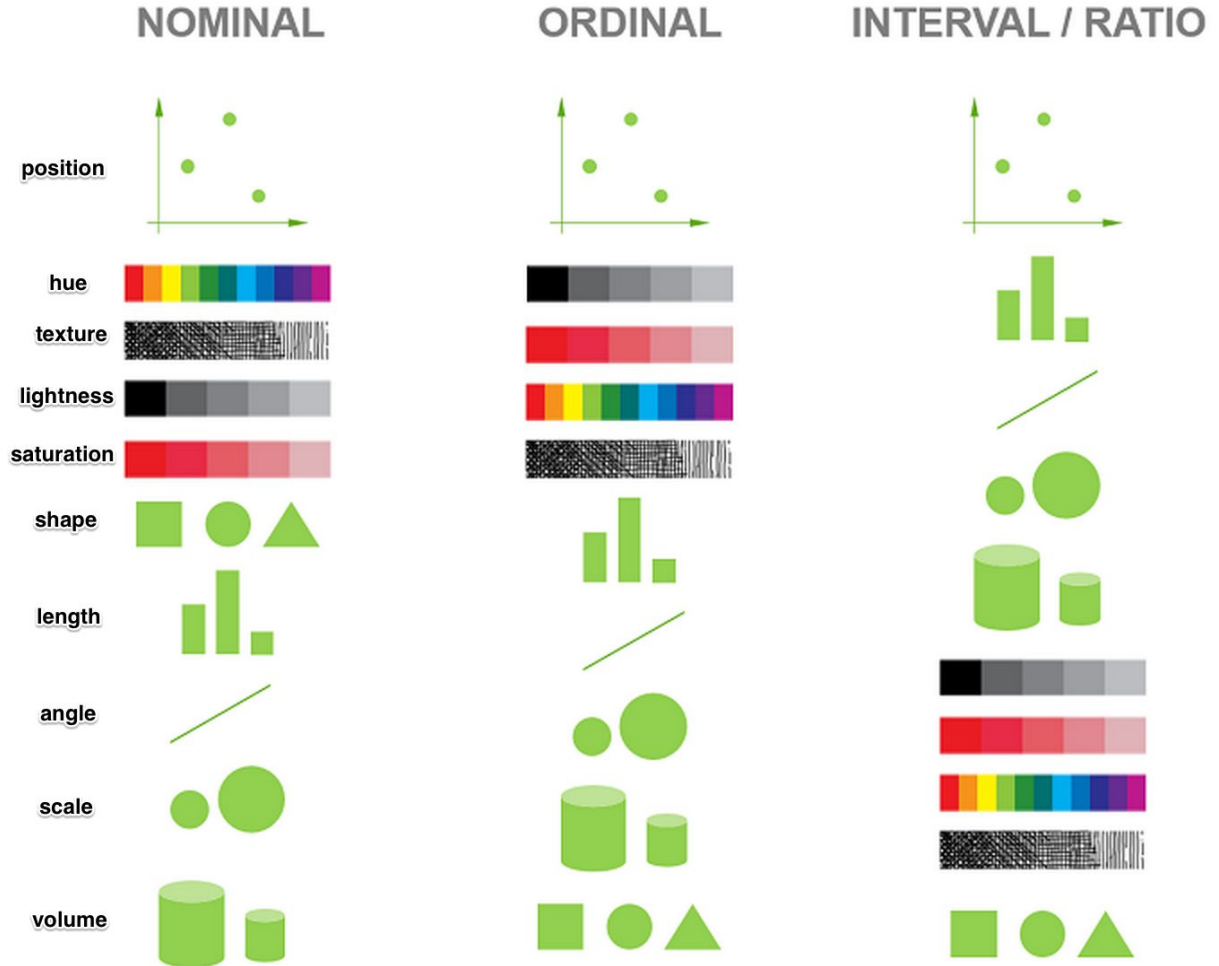 NOMINAL ORDINAL INTERVAL / RATIO
position
hue
texture
lightness
saturation
shape
length
angle
scale
volume